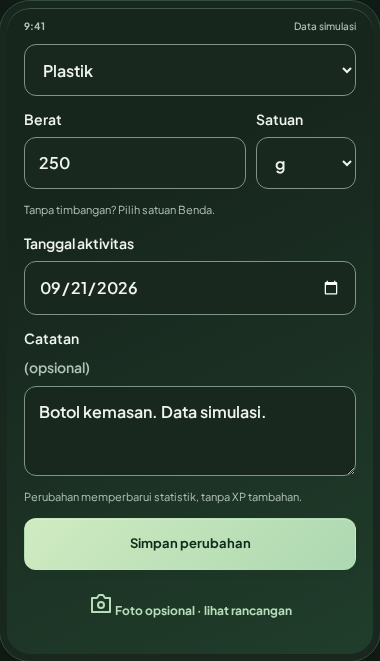 9:41 Data simulasi
Plastik
Berat Satuan
250 g
Tanpa timbangan? Pilih satuan Benda.
Tanggal aktivitas
09/21/2026
Catatan
(opsional)
Botol kemasan. Data simulasi.
Perubahan memperbarui statistik, tanpa XP tambahan.
Simpan perubahan
Foto opsional · lihat rancangan